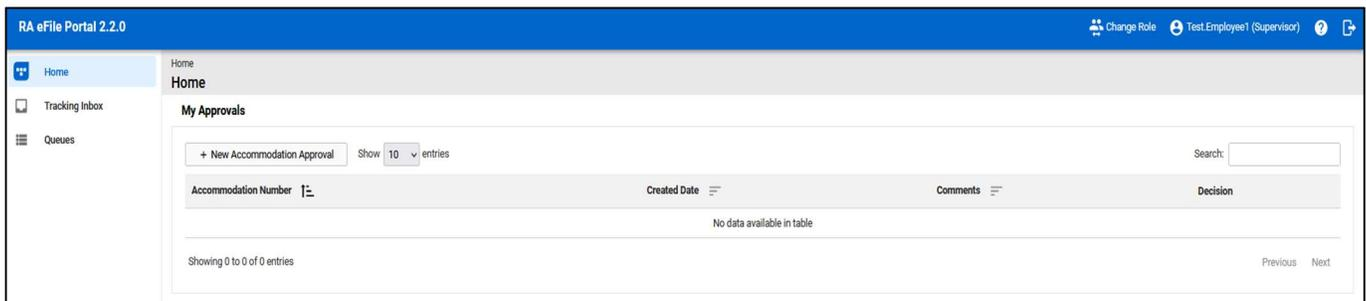 RA eFile Portal 2.2.0
Change Role Test.Employee1 (Supervisor)
Home
Tracking Inbox
Queues
Home
Home
My Approvals
+ New Accommodation Approval Show 10 entries Search:
Accommodation Number Created Date Comments Decision
No data available in table
Showing 0 to 0 of 0 entries Previous Next